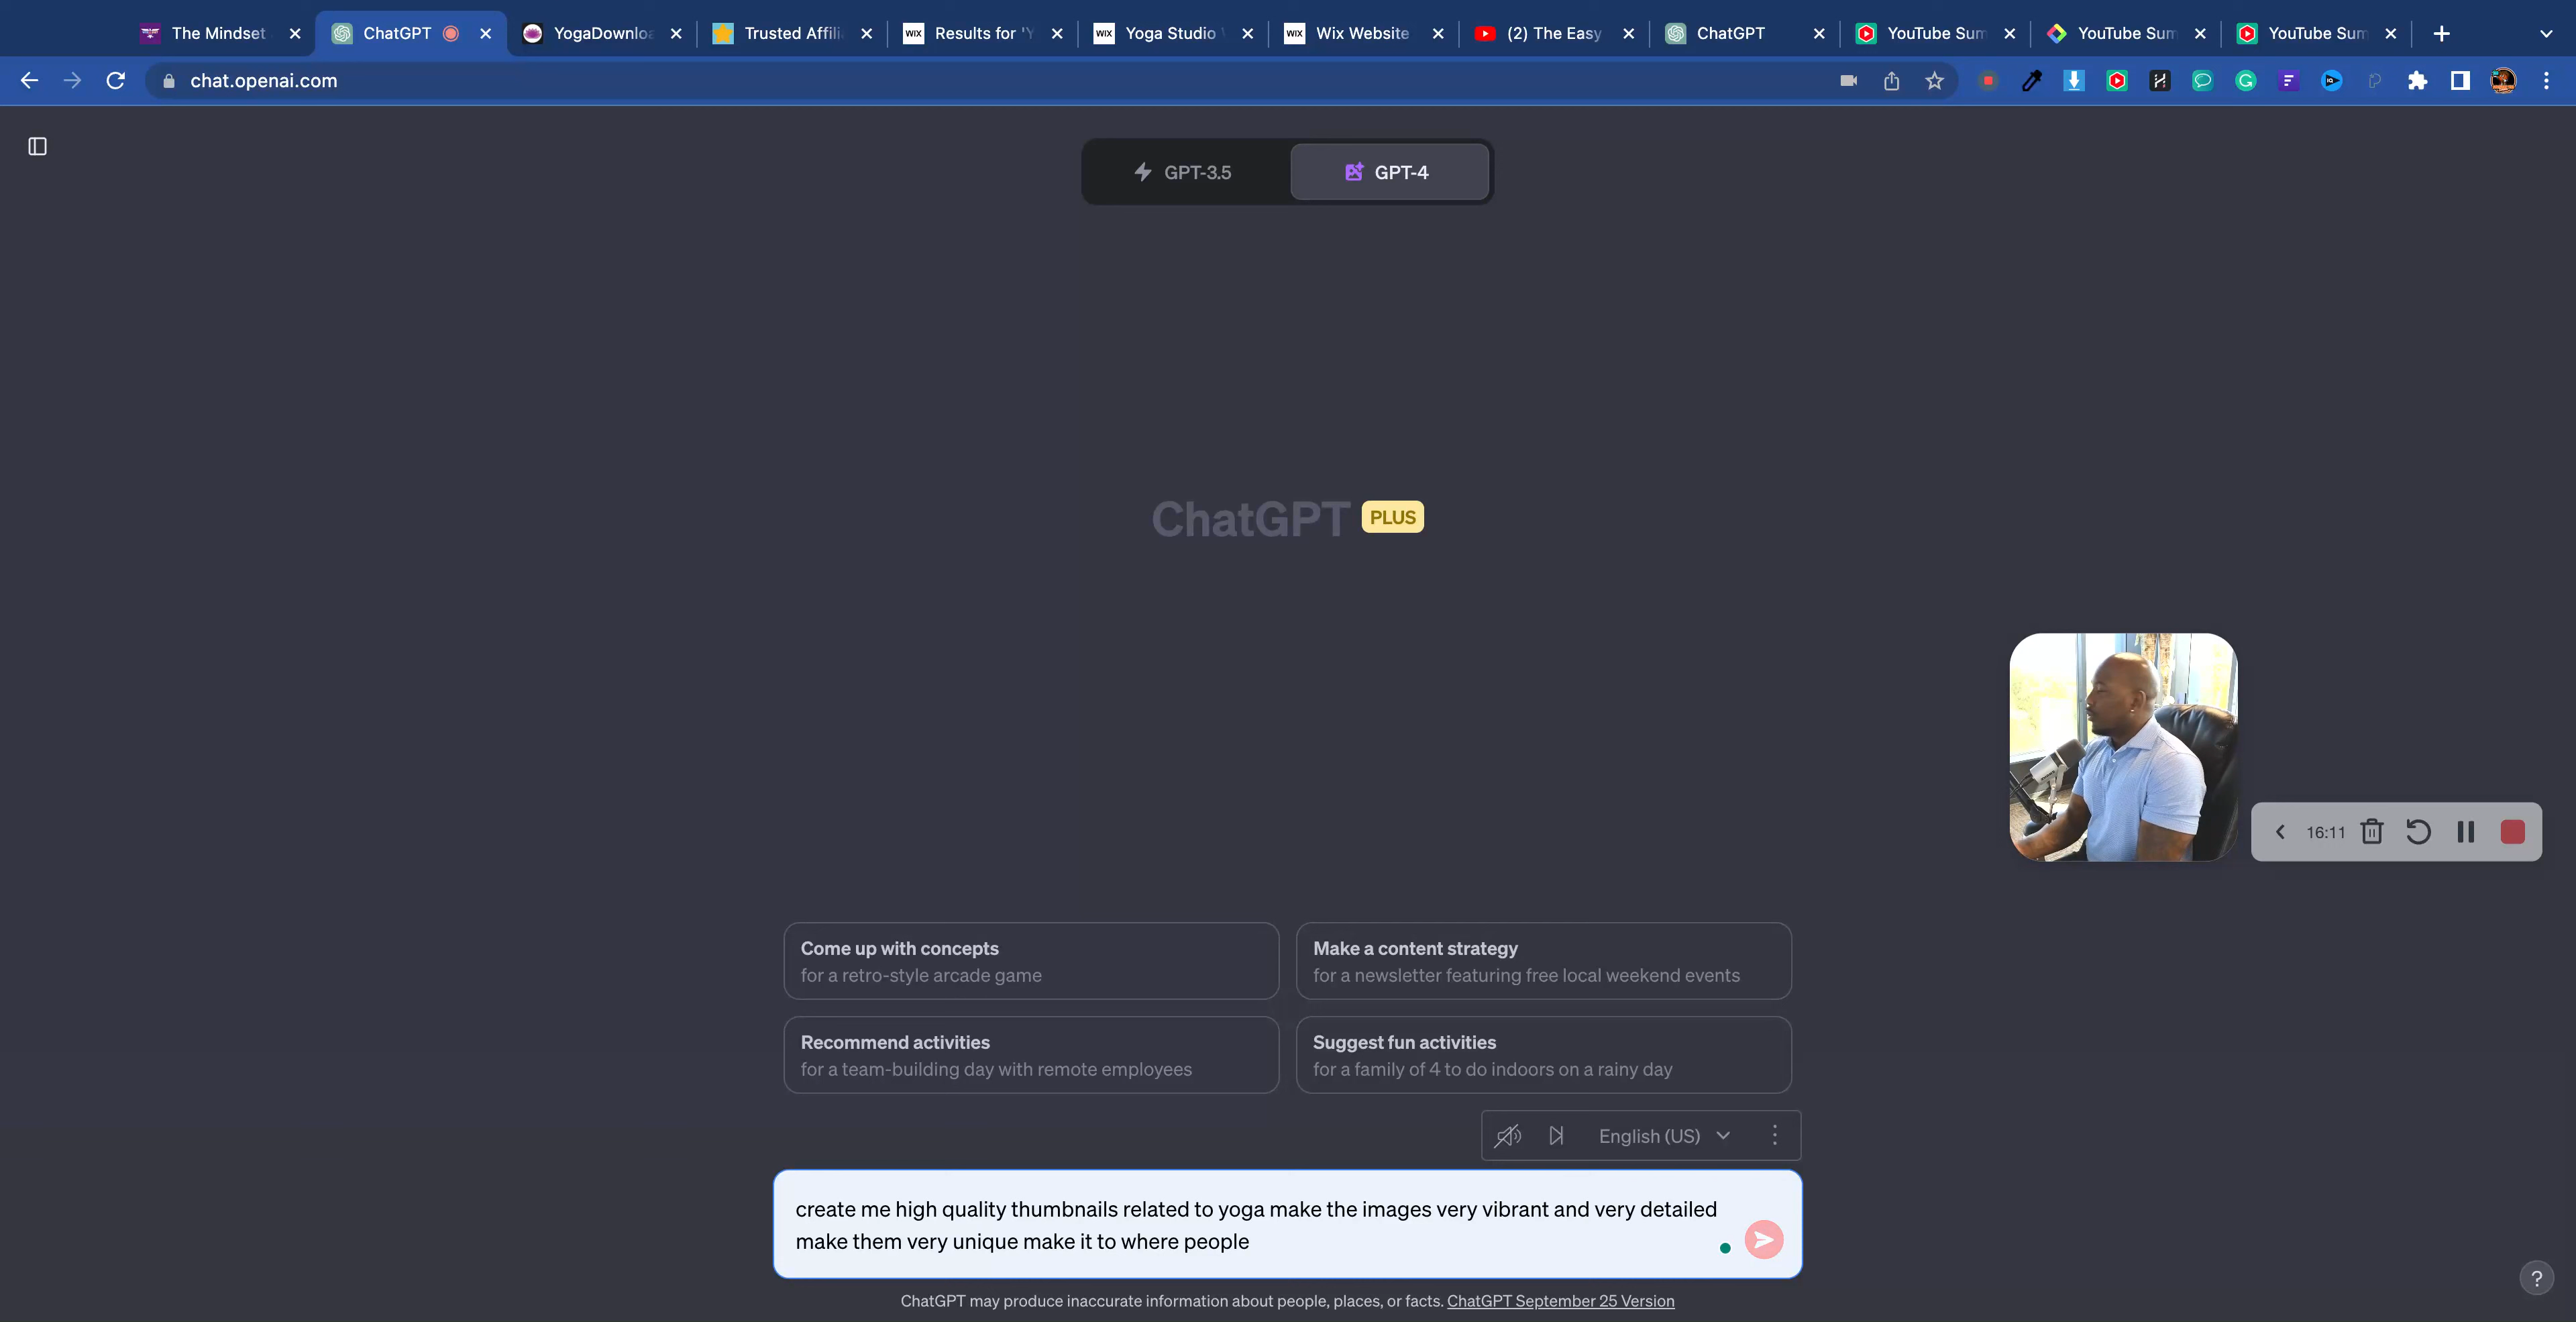 The Mindset
ChatGPT
YogaDownlo
Trusted Affili
WIX
Results for 'Y
WIX
Yoga Studio
WIX
Wix Website
(2) The Easy
ChatGPT
YouTube Sum
YouTube Sum
YouTube Sum
chat.openai.com
GPT-3.5
GPT-4
ChatGPT PLUS
16:11
Come up with concepts
for a retro-style arcade game
Make a content strategy
for a newsletter featuring free local weekend events
Recommend activities
for a team-building day with remote employees
Suggest fun activities
for a family of 4 to do indoors on a rainy day
English (US)
create me high quality thumbnails related to yoga make the images very vibrant and very detailed
make them very unique make it to where people
ChatGPT may produce inaccurate information about people, places, or facts. ChatGPT September 25 Version
?